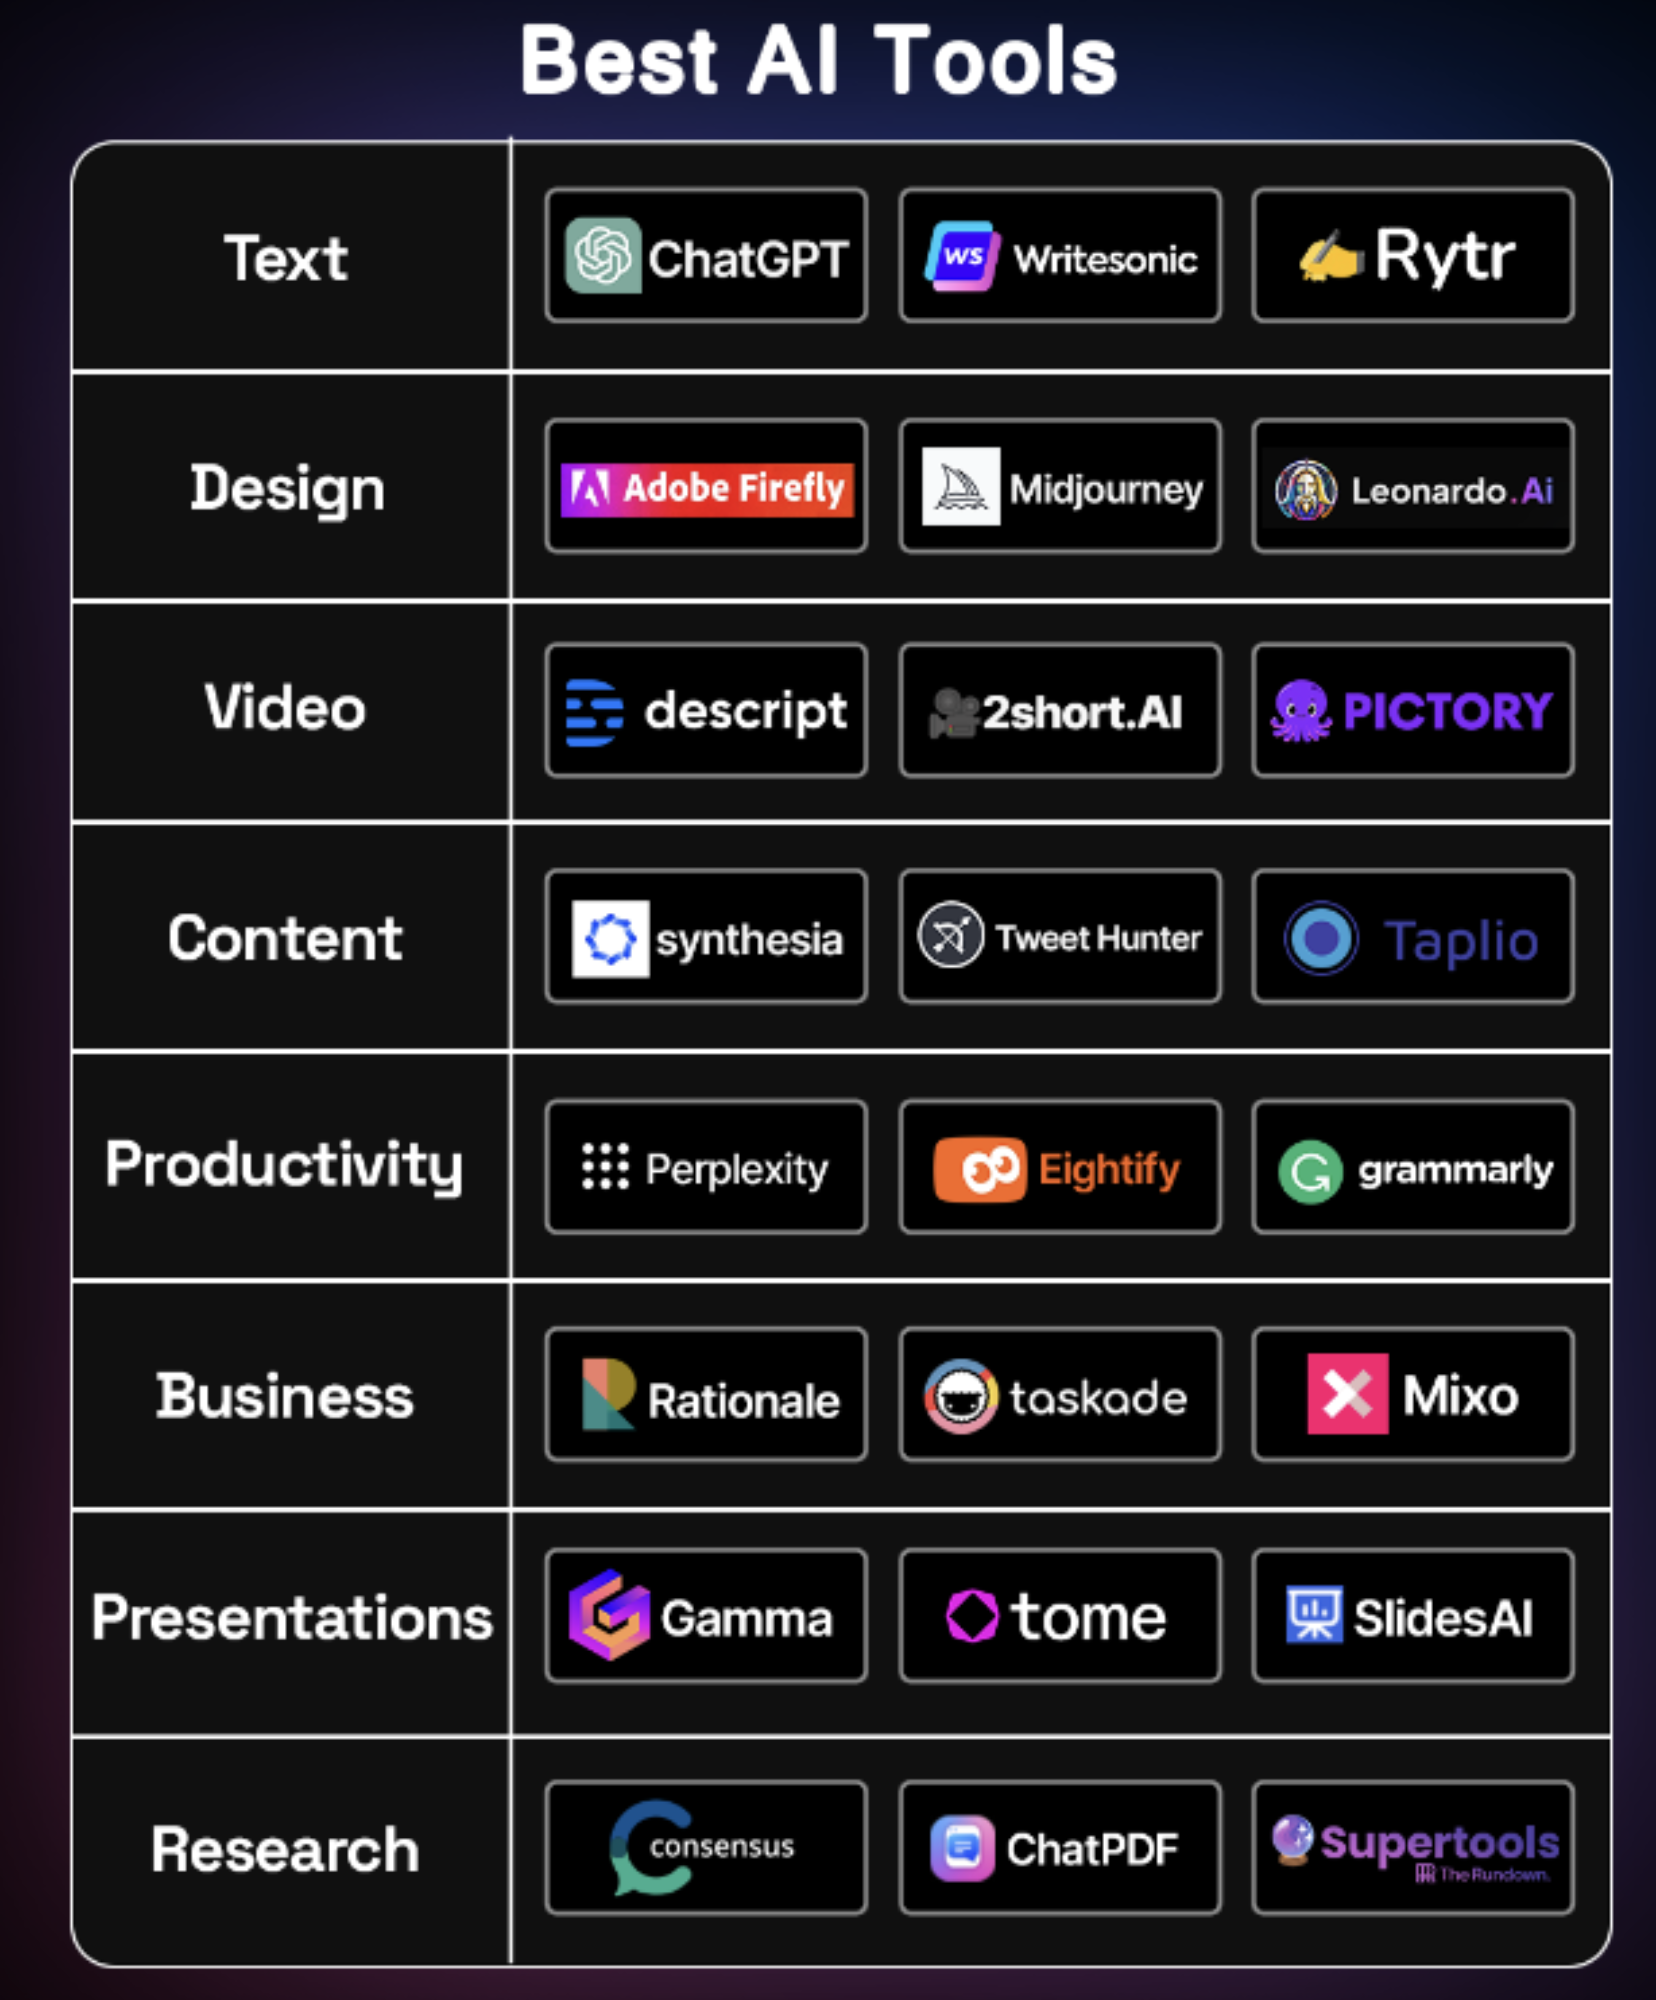 Best AI Tools
Text
ChatGPT
WS Writesonic
Rytr
Design
Adobe Firefly
Midjourney
Leonardo.Ai
Video
descript
2short.AI
PICTORY
Content
synthesia
Tweet Hunter
Taplio
Productivity
Perplexity
Eightify
grammarly
Business
Rationale
taskade
Mixo
Presentations
Gamma
tome
SlidesAI
Research
consensus
ChatPDF
Supertools
The Rundown.